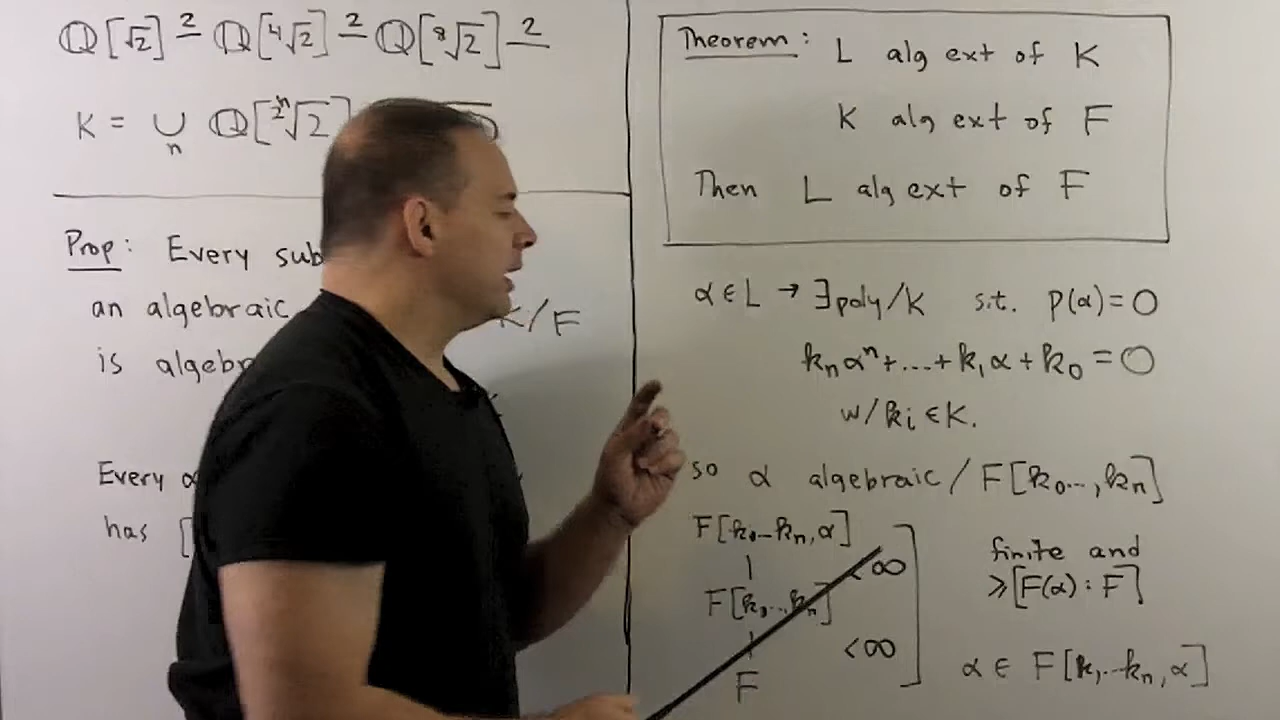 ℚ[√2] 2 ℚ[⁴√2] 2 ℚ[⁸√2] 2
K = ∪ₙ ℚ[²ⁿ√2]
Prop: Every
an algebraic K/F
is
Every
has [
Theorem: L alg ext of K
K alg ext of F
Then L alg ext of F
α ∈ L → ∃ poly/K s.t. p(α) = 0
kₙαⁿ + ... + k₁α + k₀ = 0
w/ kᵢ ∈ K.
so α algebraic / F[k₀..., kₙ]
F[k₀...kₙ, α]
< ∞
F[k₀...kₙ]
< ∞
F
finite and
≥ [F(α) : F]
α ∈ F[k₁...kₙ, α]